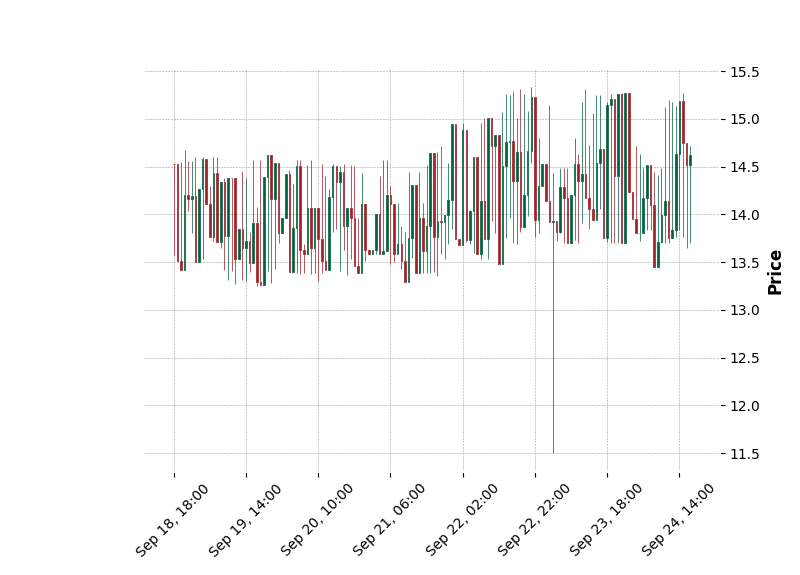 15.5
15.0
14.5
14.0
13.5
13.0
12.5
12.0
11.5
Price
Sep 18, 18:00
Sep 19, 14:00
Sep 20, 10:00
Sep 21, 06:00
Sep 22, 02:00
Sep 22, 22:00
Sep 23, 18:00
Sep 24, 14:00